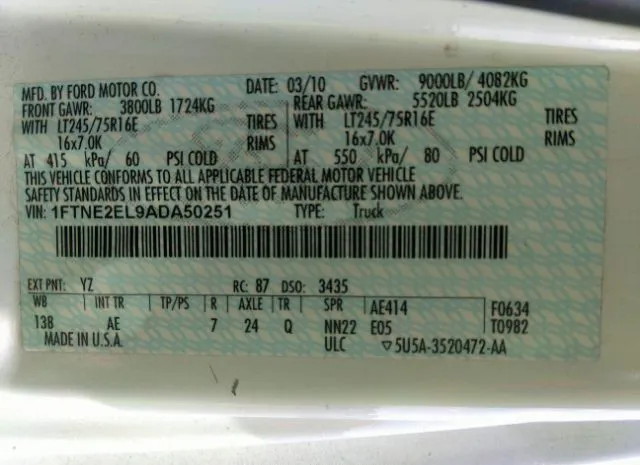 MFD. BY FORD MOTOR CO. DATE: 03/10 GVWR: 9000LB/ 4082KG
FRONT GAWR: 3800LB 1724KG REAR GAWR: 5520LB 2504KG
WITH LT245/75R16E TIRES WITH LT245/75R16E TIRES
16x7.0K RIMS 16x7.0K RIMS
AT 415 kPa/ 60 PSI COLD AT 550 kPa/ 80 PSI COLD
THIS VEHICLE CONFORMS TO ALL APPLICABLE FEDERAL MOTOR VEHICLE
SAFETY STANDARDS IN EFFECT ON THE DATE OF MANUFACTURE SHOWN ABOVE.
VIN: 1FTNE2EL9ADA50251 TYPE: Truck
EXT PNT: YZ RC: 87 DSO: 3435
WB INT TR TP/PS R AXLE TR SPR AE414 F0634
138 AE 7 24 Q NN22 E05 T0982
MADE IN U.S.A. ULC ▽5U5A-3520472-AA